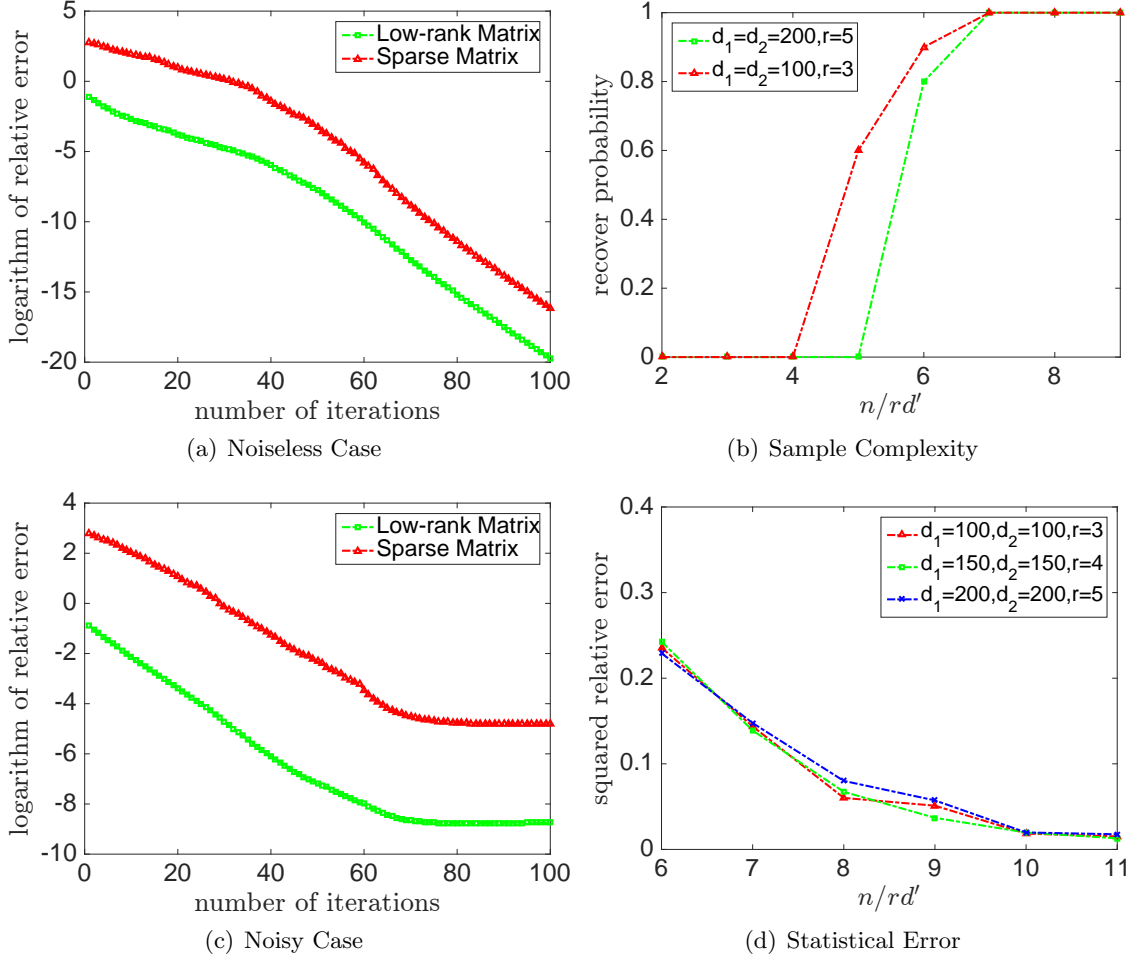 logarithm of relative error
5
0
-5
-10
-15
-20
0 20 40 60 80 100
number of iterations
Low-rank Matrix
Sparse Matrix
(a) Noiseless Case
recover probability
1
0.8
0.6
0.4
0.2
0
2 4 6 8
n/rd′
d1=d2=200,r=5
d1=d2=100,r=3
(b) Sample Complexity
logarithm of relative error
4
2
0
-2
-4
-6
-8
-10
0 20 40 60 80 100
number of iterations
Low-rank Matrix
Sparse Matrix
(c) Noisy Case
squared relative error
0.4
0.3
0.2
0.1
0
6 7 8 9 10 11
n/rd′
d1=100,d2=100,r=3
d1=150,d2=150,r=4
d1=200,d2=200,r=5
(d) Statistical Error